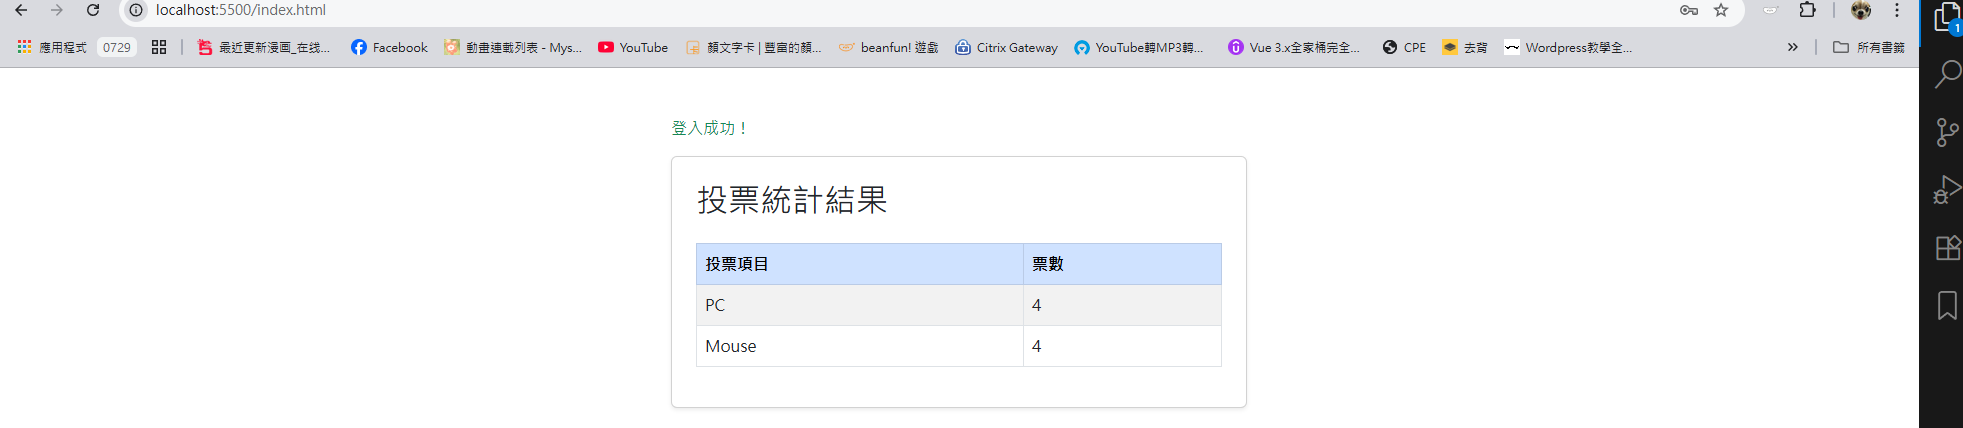 localhost:5500/index.html
應用程式 0729 最近更新漫画_在线... Facebook 動畫連載列表 - Mys... YouTube 顏文字卡 | 豐富的顏... beanfun! 遊戲 Citrix Gateway YouTube轉MP3轉... Vue 3.x全家桶完全... CPE 去背 Wordpress教學全... » 所有書籤
1
登入成功！
投票統計結果
投票項目 票數
PC 4
Mouse 4